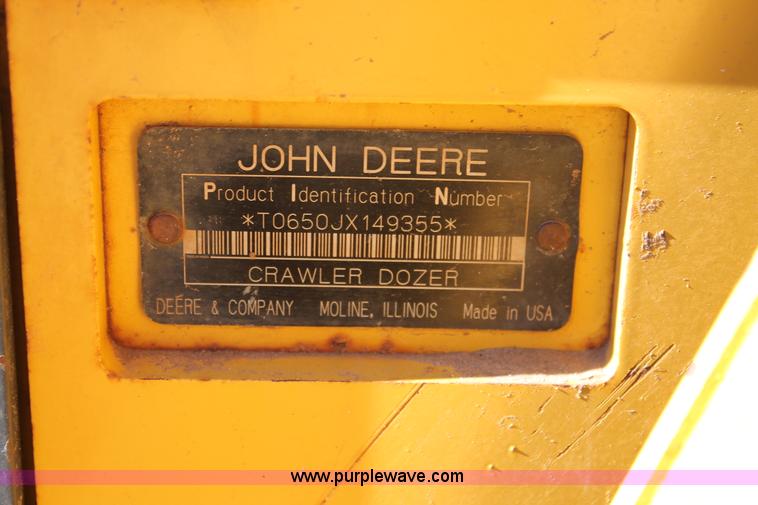 JOHN DEERE
Product Identification Number
*T0650JX149355*
CRAWLER DOZER
DEERE & COMPANY MOLINE, ILLINOIS Made in USA
www.purplewave.com